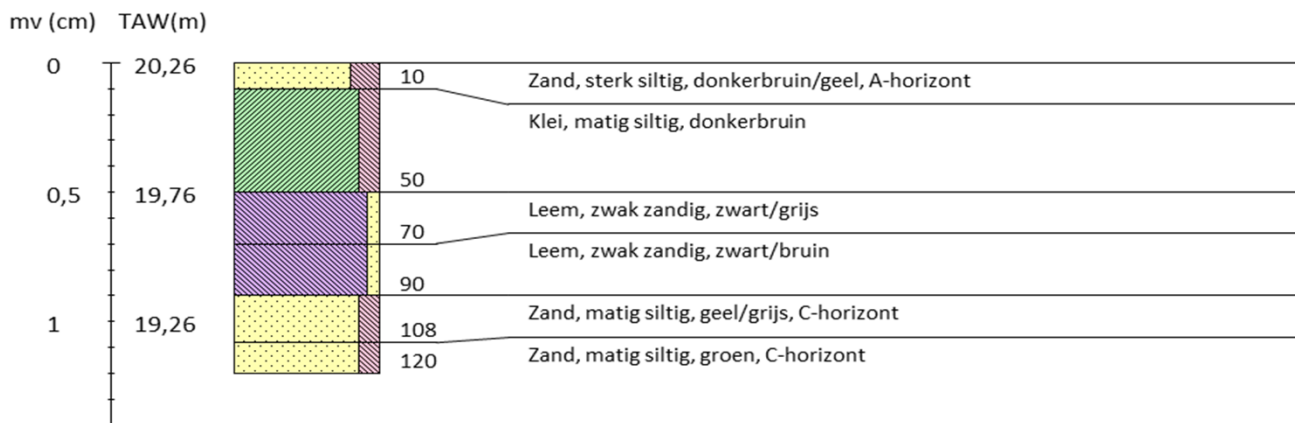 mv (cm) TAW(m)
0 20,26
10 Zand, sterk siltig, donkerbruin/geel, A-horizont
Klei, matig siltig, donkerbruin
50
0,5 19,76
Leem, zwak zandig, zwart/grijs
70
Leem, zwak zandig, zwart/bruin
90
Zand, matig siltig, geel/grijs, C-horizont
1 19,26
108
120 Zand, matig siltig, groen, C-horizont